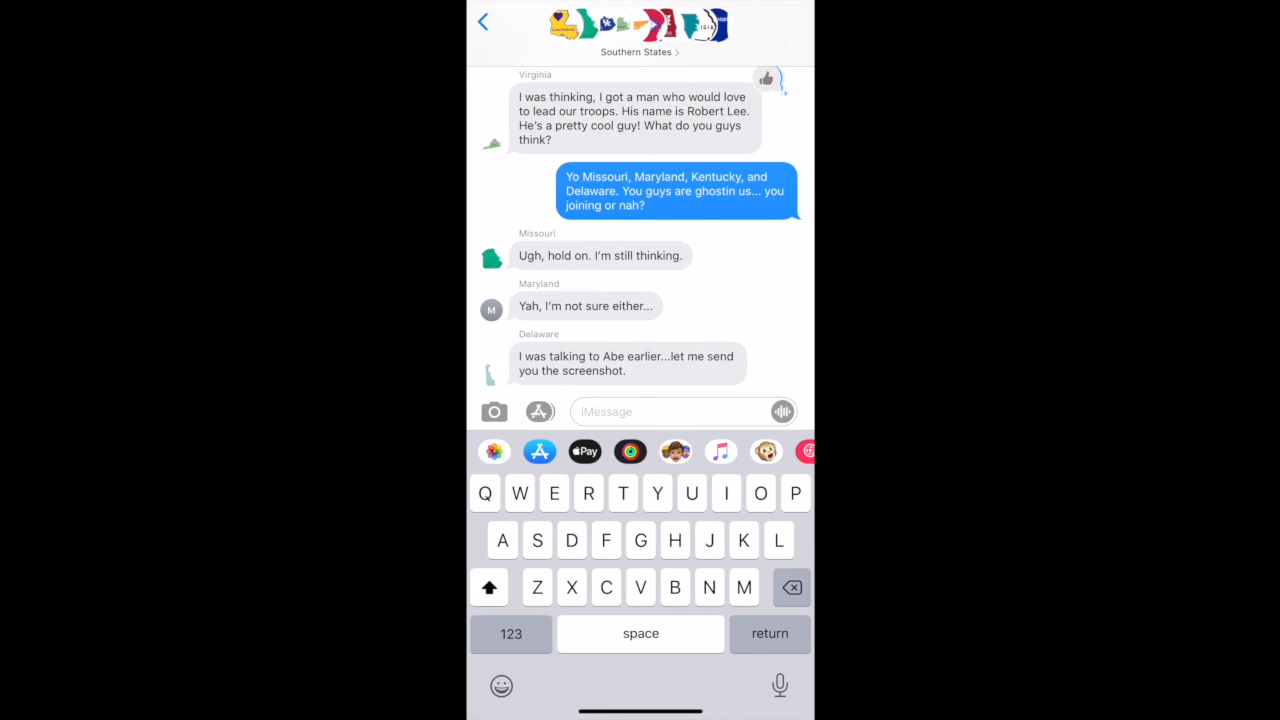 Southern States
Virginia
I was thinking, I got a man who would love
to lead our troops. His name is Robert Lee.
He's a pretty cool guy! What do you guys
think?
Yo Missouri, Maryland, Kentucky, and
Delaware. You guys are ghostin us... you
joining or nah?
Missouri
Ugh, hold on. I'm still thinking.
Maryland
M
Yah, I'm not sure either...
Delaware
I was talking to Abe earlier...let me send
you the screenshot.
iMessage
Pay
Q W E R T Y U I O P
A S D F G H J K L
Z X C V B N M
123 space return